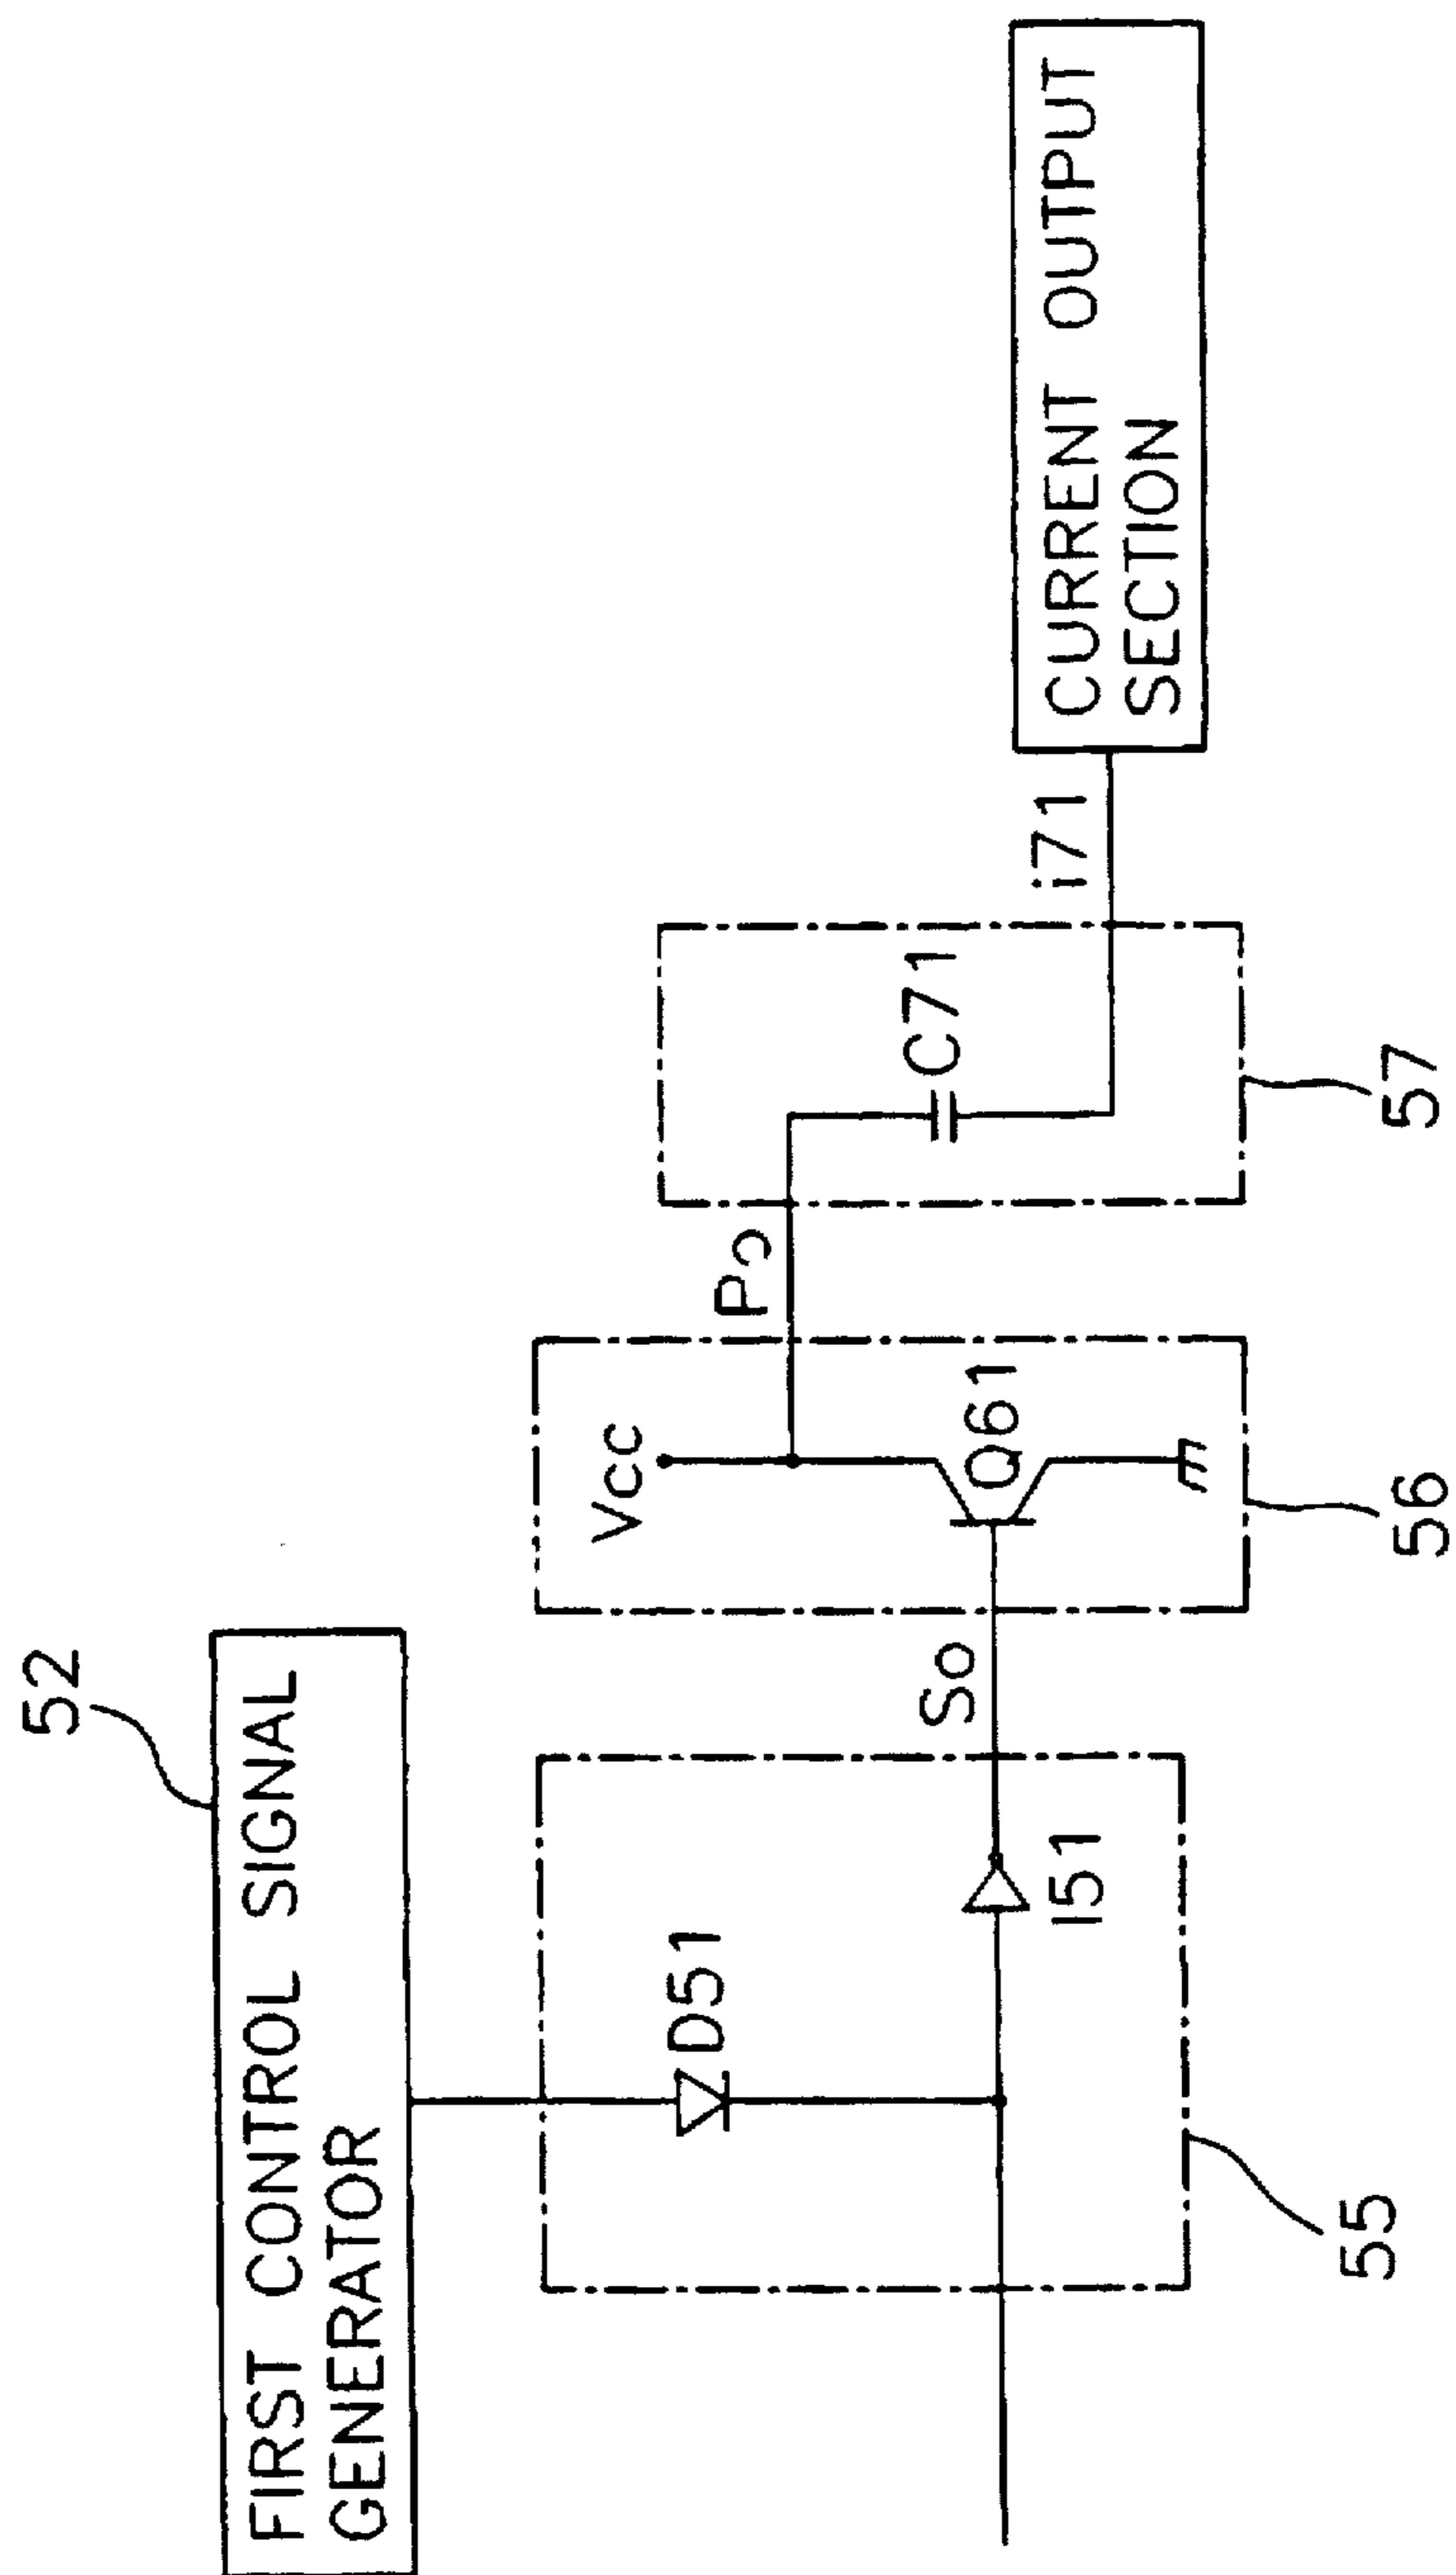 52
FIRST CONTROL SIGNAL
GENERATOR
D51
I51
55
So
Vcc
Q61
56
Po
C71
57
i71
CURRENT OUTPUT
SECTION